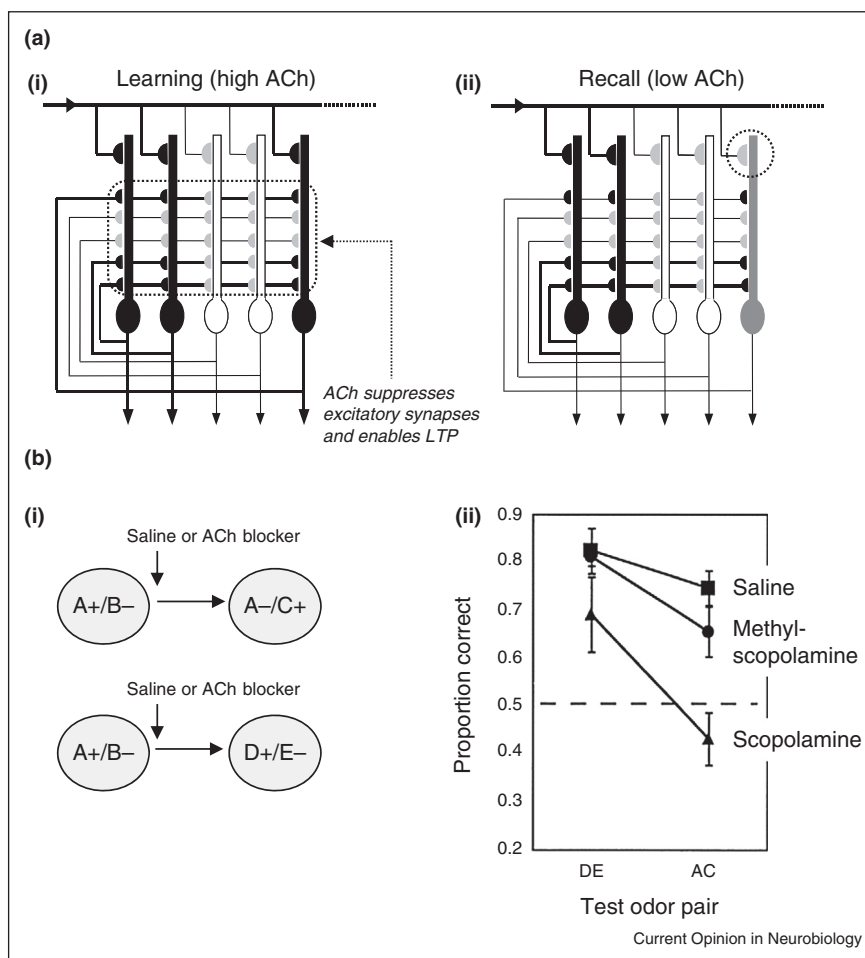 (a)
(i)
Learning (high ACh)
(ii)
Recall (low ACh)
ACh suppresses
excitatory synapses
and enables LTP
(b)
(i)
Saline or ACh blocker
A+/B–
A–/C+
Saline or ACh blocker
A+/B–
D+/E–
(ii)
Proportion correct
0.9
0.8
0.7
0.6
0.5
0.4
0.3
0.2
Saline
Methyl-
scopolamine
Scopolamine
DE
AC
Test odor pair
Current Opinion in Neurobiology